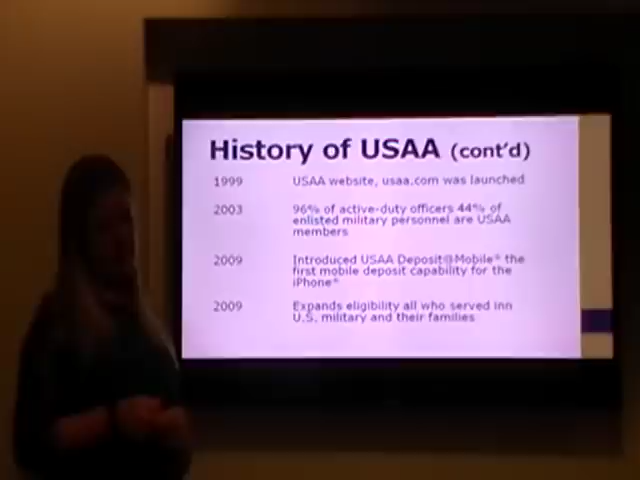 History of USAA (cont'd)
1999 USAA website, usaa.com was launched
2003 96% of active-duty officers 44% of
enlisted military personnel are USAA
members
2009 Introduced USAA Deposit@Mobile® the
first mobile deposit capability for the
iPhone®
2009 Expands eligibility all who served inn
U.S. military and their families